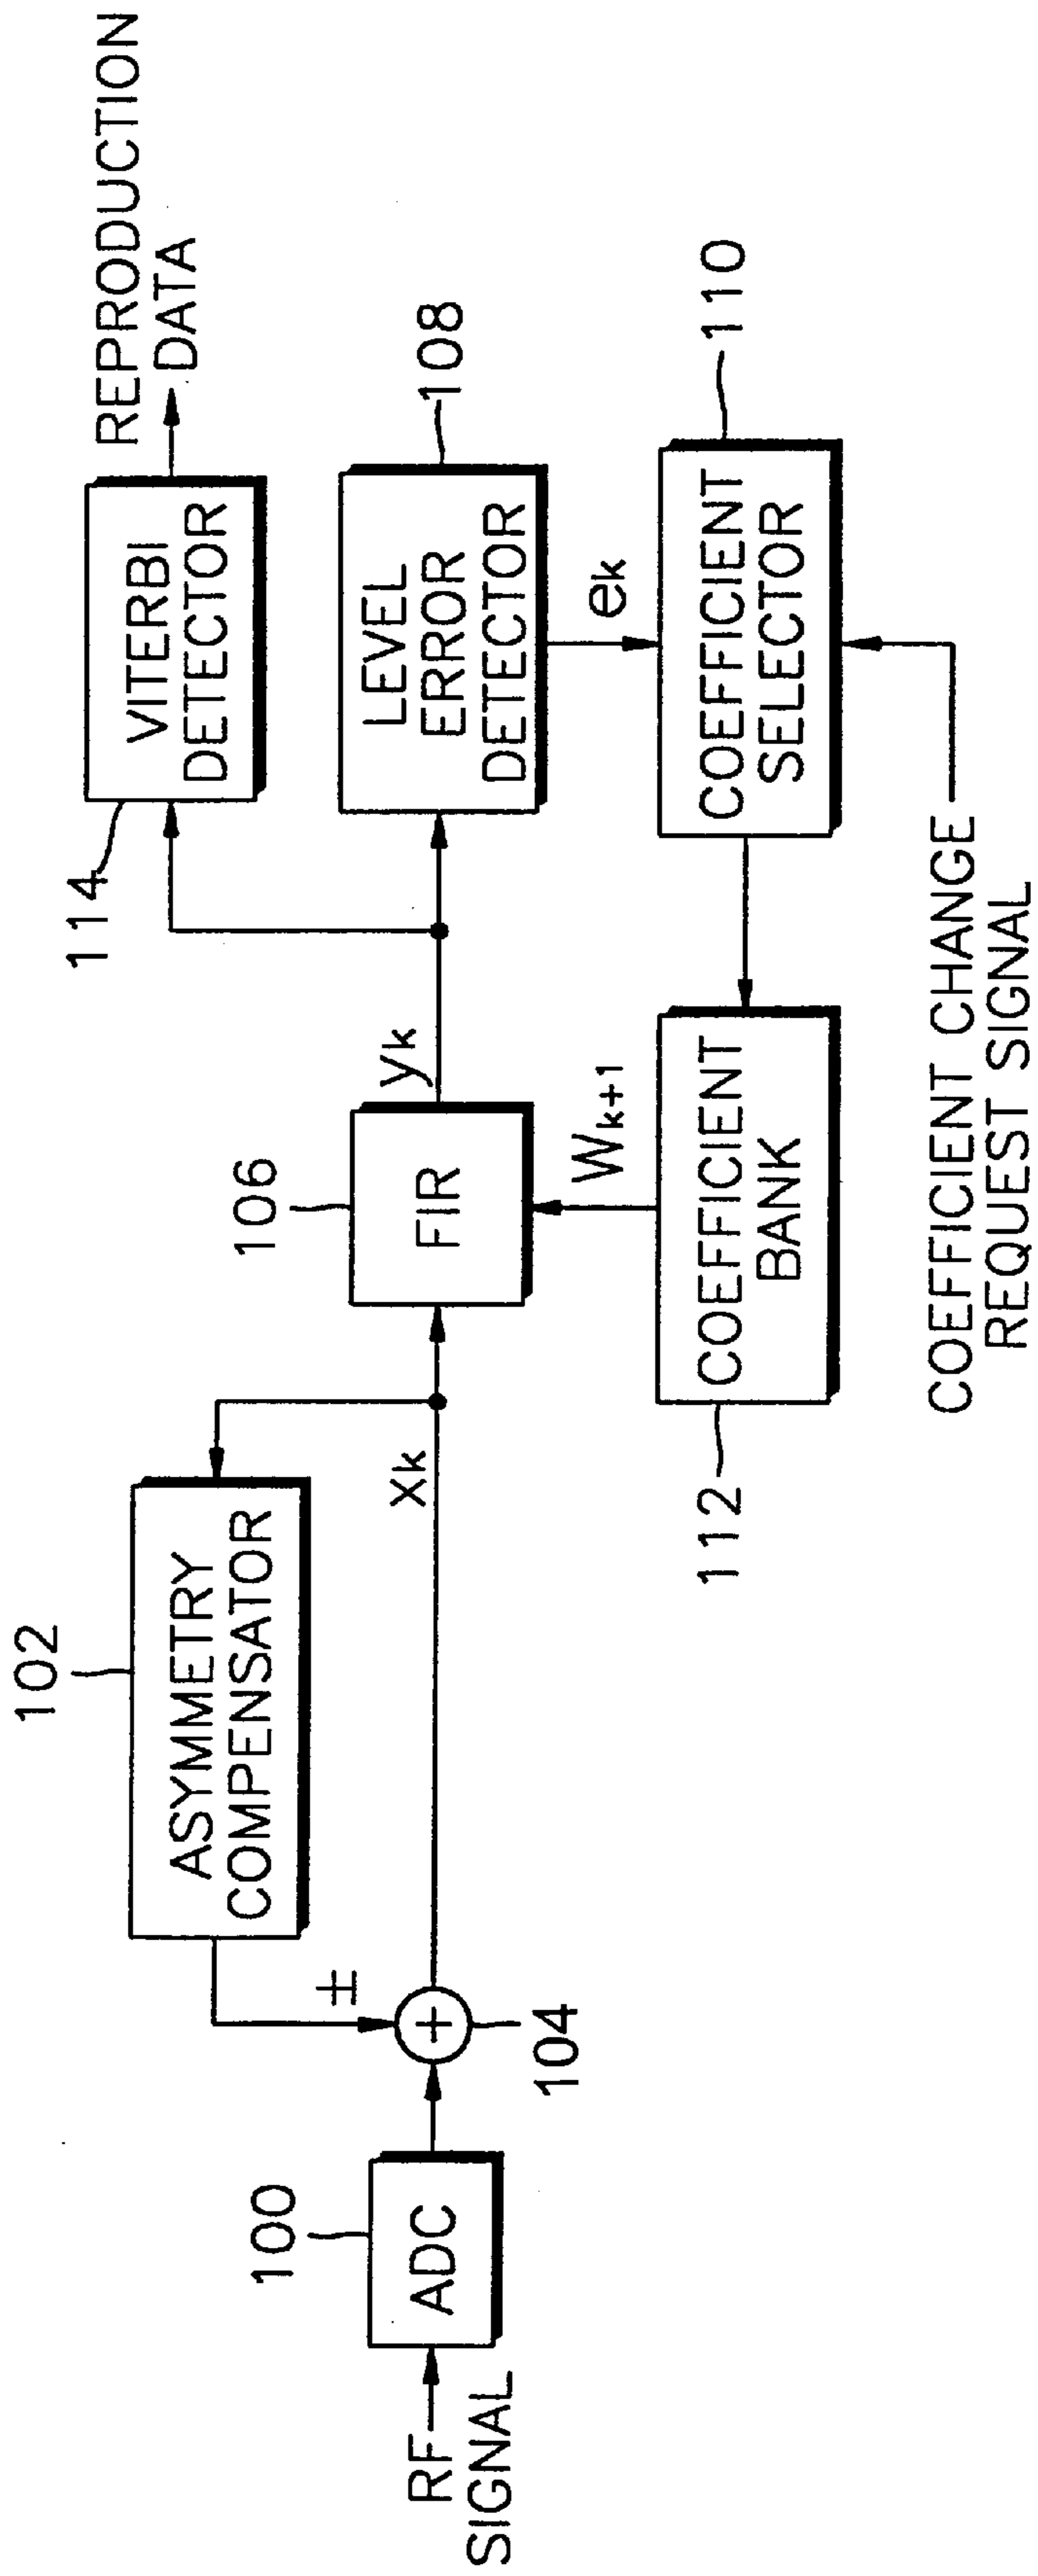 RF
SIGNAL
100
ADC
104
+
±
102
ASYMMETRY
COMPENSATOR
xk
106
FIR
yk
Wk+1
112
COEFFICIENT
BANK
114
VITERBI
DETECTOR
REPRODUCTION
DATA
LEVEL
ERROR
DETECTOR
108
ek
COEFFICIENT
SELECTOR
110
COEFFICIENT CHANGE
REQUEST SIGNAL